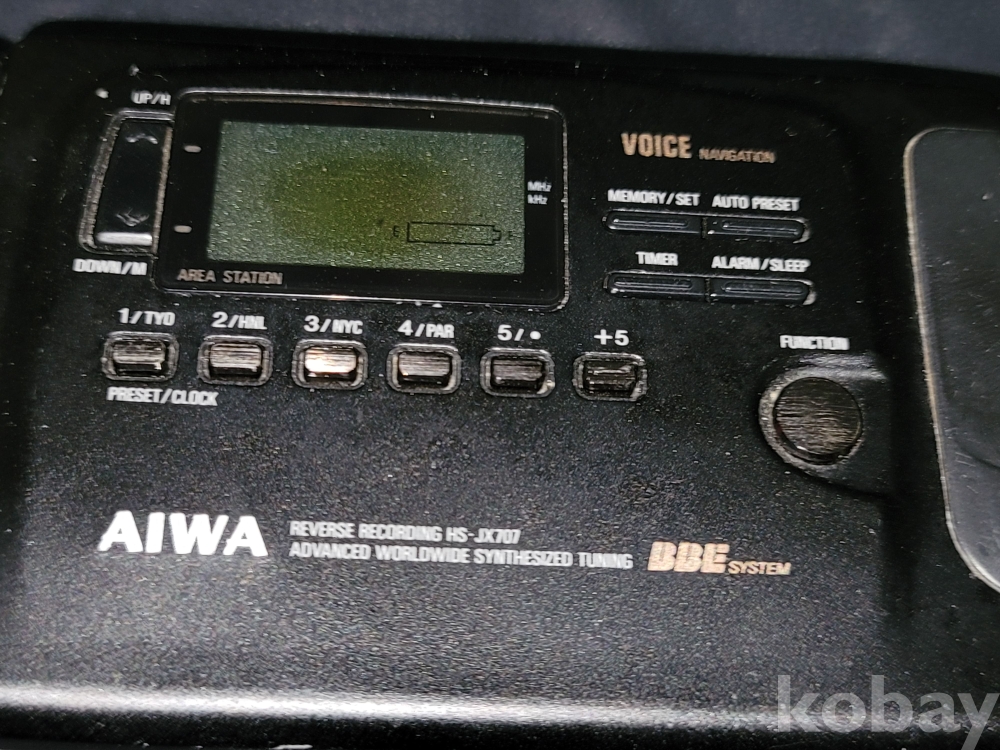 UP/H
VOICE NAVIGATION
MHz
kHz
MEMORY/SET AUTO PRESET
E F
DOWN/M
AREA STATION
TIMER ALARM/SLEEP
1/TYO 2/HNL 3/NYC 4/PAR 5/• +5
FUNCTION
PRESET/CLOCK
AIWA
REVERSE RECORDING HS-JX707
ADVANCED WORLDWIDE SYNTHESIZED TUNING
BBE SYSTEM
kobay